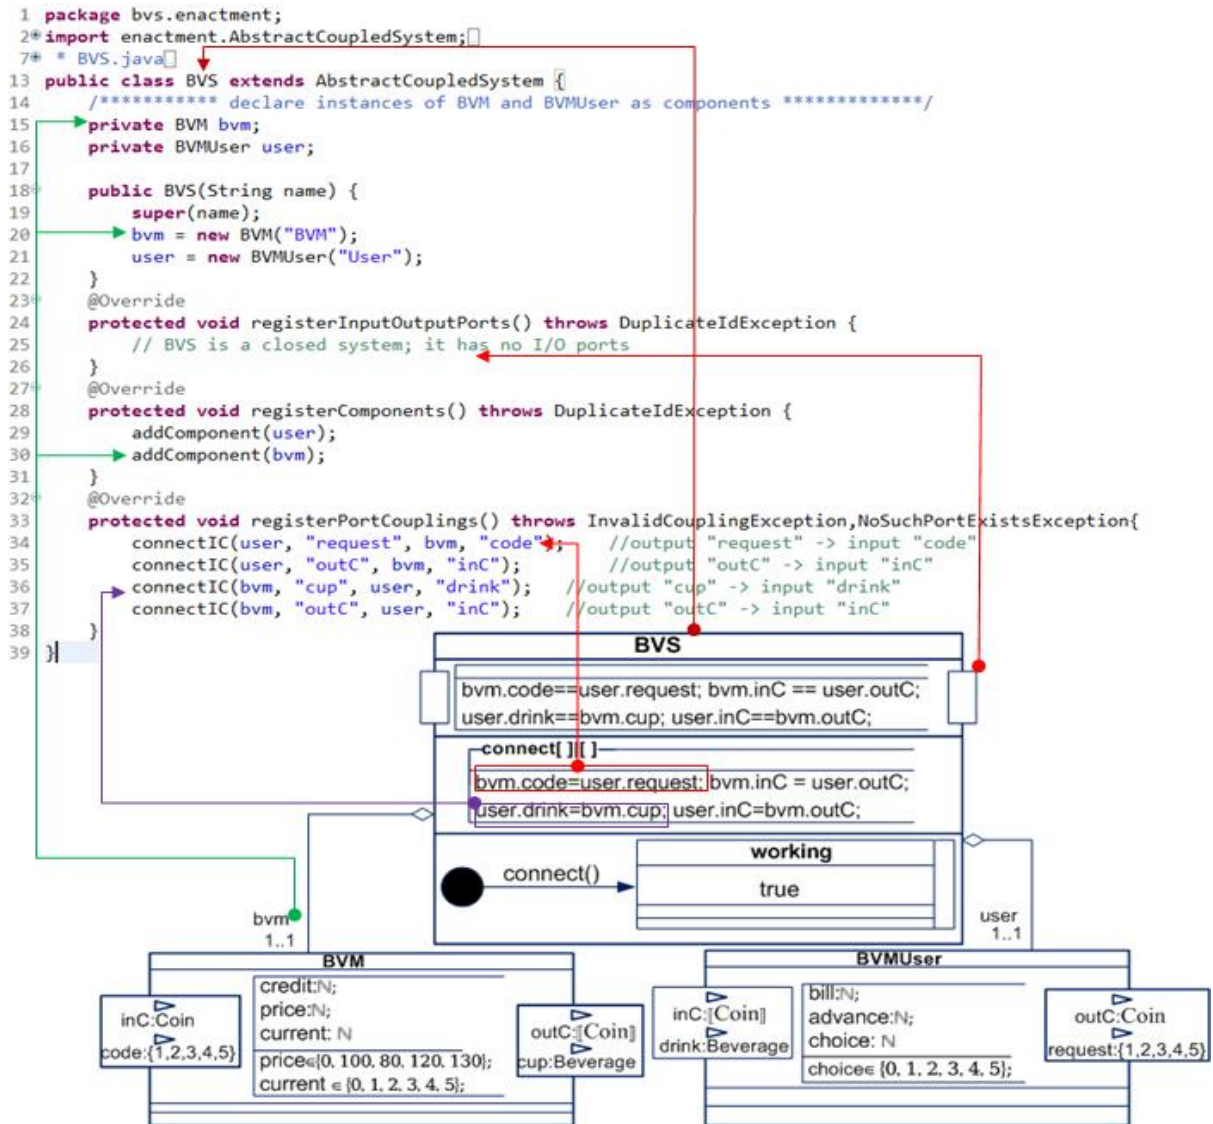 1 package bvs.enactment;
2 import enactment.AbstractCoupledSystem;
7 * BVS.java
13 public class BVS extends AbstractCoupledSystem {
14 /*********** declare instances of BVM and BVMUser as components *************/
15 private BVM bvm;
16 private BVMUser user;
17
18 public BVS(String name) {
19 super(name);
20 bvm = new BVM("BVM");
21 user = new BVMUser("User");
22 }
23 @Override
24 protected void registerInputOutputPorts() throws DuplicateIdException {
25 // BVS is a closed system; it has no I/O ports
26 }
27 @Override
28 protected void registerComponents() throws DuplicateIdException {
29 addComponent(user);
30 addComponent(bvm);
31 }
32 @Override
33 protected void registerPortCouplings() throws InvalidCouplingException,NoSuchPortExistsException{
34 connectIC(user, "request", bvm, "code"); //output "request" -> input "code"
35 connectIC(user, "outC", bvm, "inC"); //output "outC" -> input "inC"
36 connectIC(bvm, "cup", user, "drink"); //output "cup" -> input "drink"
37 connectIC(bvm, "outC", user, "inC"); //output "outC" -> input "inC"
38 }
39 }
BVS
bvm.code==user.request; bvm.inC == user.outC;
user.drink==bvm.cup; user.inC==bvm.outC;
connect[ ][ ]
bvm.code=user.request; bvm.inC = user.outC;
user.drink=bvm.cup; user.inC=bvm.outC;
connect()
working
true
bvm
1..1
user
1..1
BVM
credit:ℕ;
price:ℕ;
current: ℕ
price∈{0, 100, 80, 120, 130};
current ∈ {0, 1, 2, 3, 4, 5};
inC:Coin
code:{1,2,3,4,5}
outC:⟦Coin⟧
cup:Beverage
BVMUser
bill:ℕ;
advance:ℕ;
choice: ℕ
choice∈ {0, 1, 2, 3, 4, 5};
inC:⟦Coin⟧
drink:Beverage
outC:Coin
request:{1,2,3,4,5}